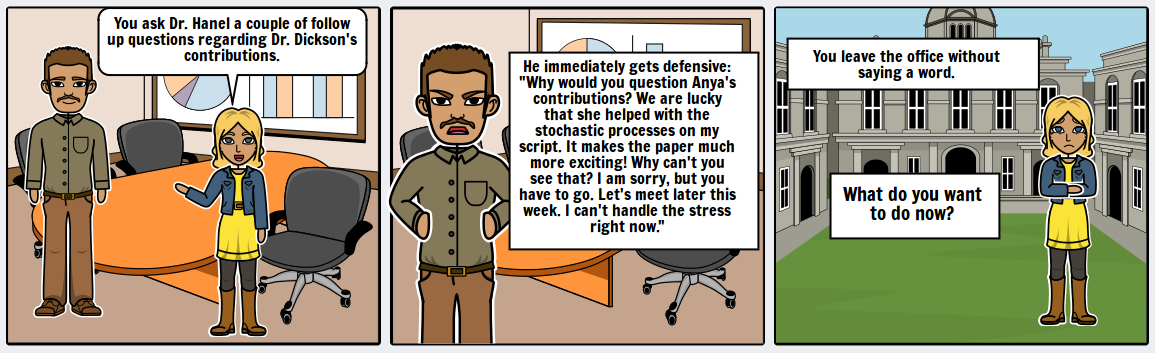 You ask Dr. Hanel a couple of follow
up questions regarding Dr. Dickson's
contributions.
He immediately gets defensive:
"Why would you question Anya's
contributions? We are lucky
that she helped with the
stochastic processes on my
script. It makes the paper much
more exciting! Why can't you
see that? I am sorry, but you
have to go. Let's meet later this
week. I can't handle the stress
right now."
You leave the office without
saying a word.
What do you want
to do now?